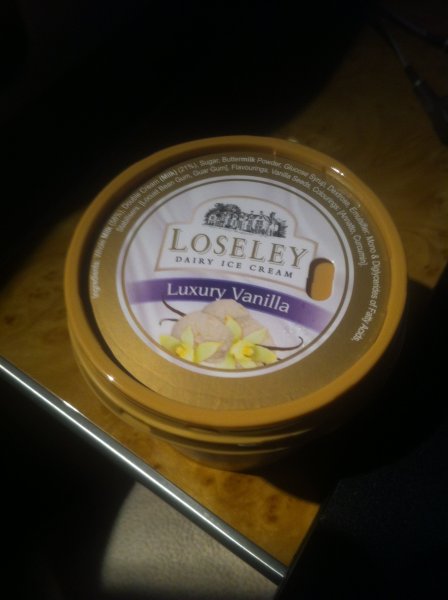 Ingredients: Whole Milk (58%), Double Cream (Milk) (21%), Sugar, Buttermilk Powder, Glucose Syrup, Dextrose, Emulsifier: Mono & Diglycerides of Fatty Acids,
Stabilisers: [Locust Bean Gum, Guar Gum], Flavourings, Vanilla Seeds, Colourings: [Annatto, Curcumin].
LOSELEY
DAIRY ICE CREAM
Luxury Vanilla